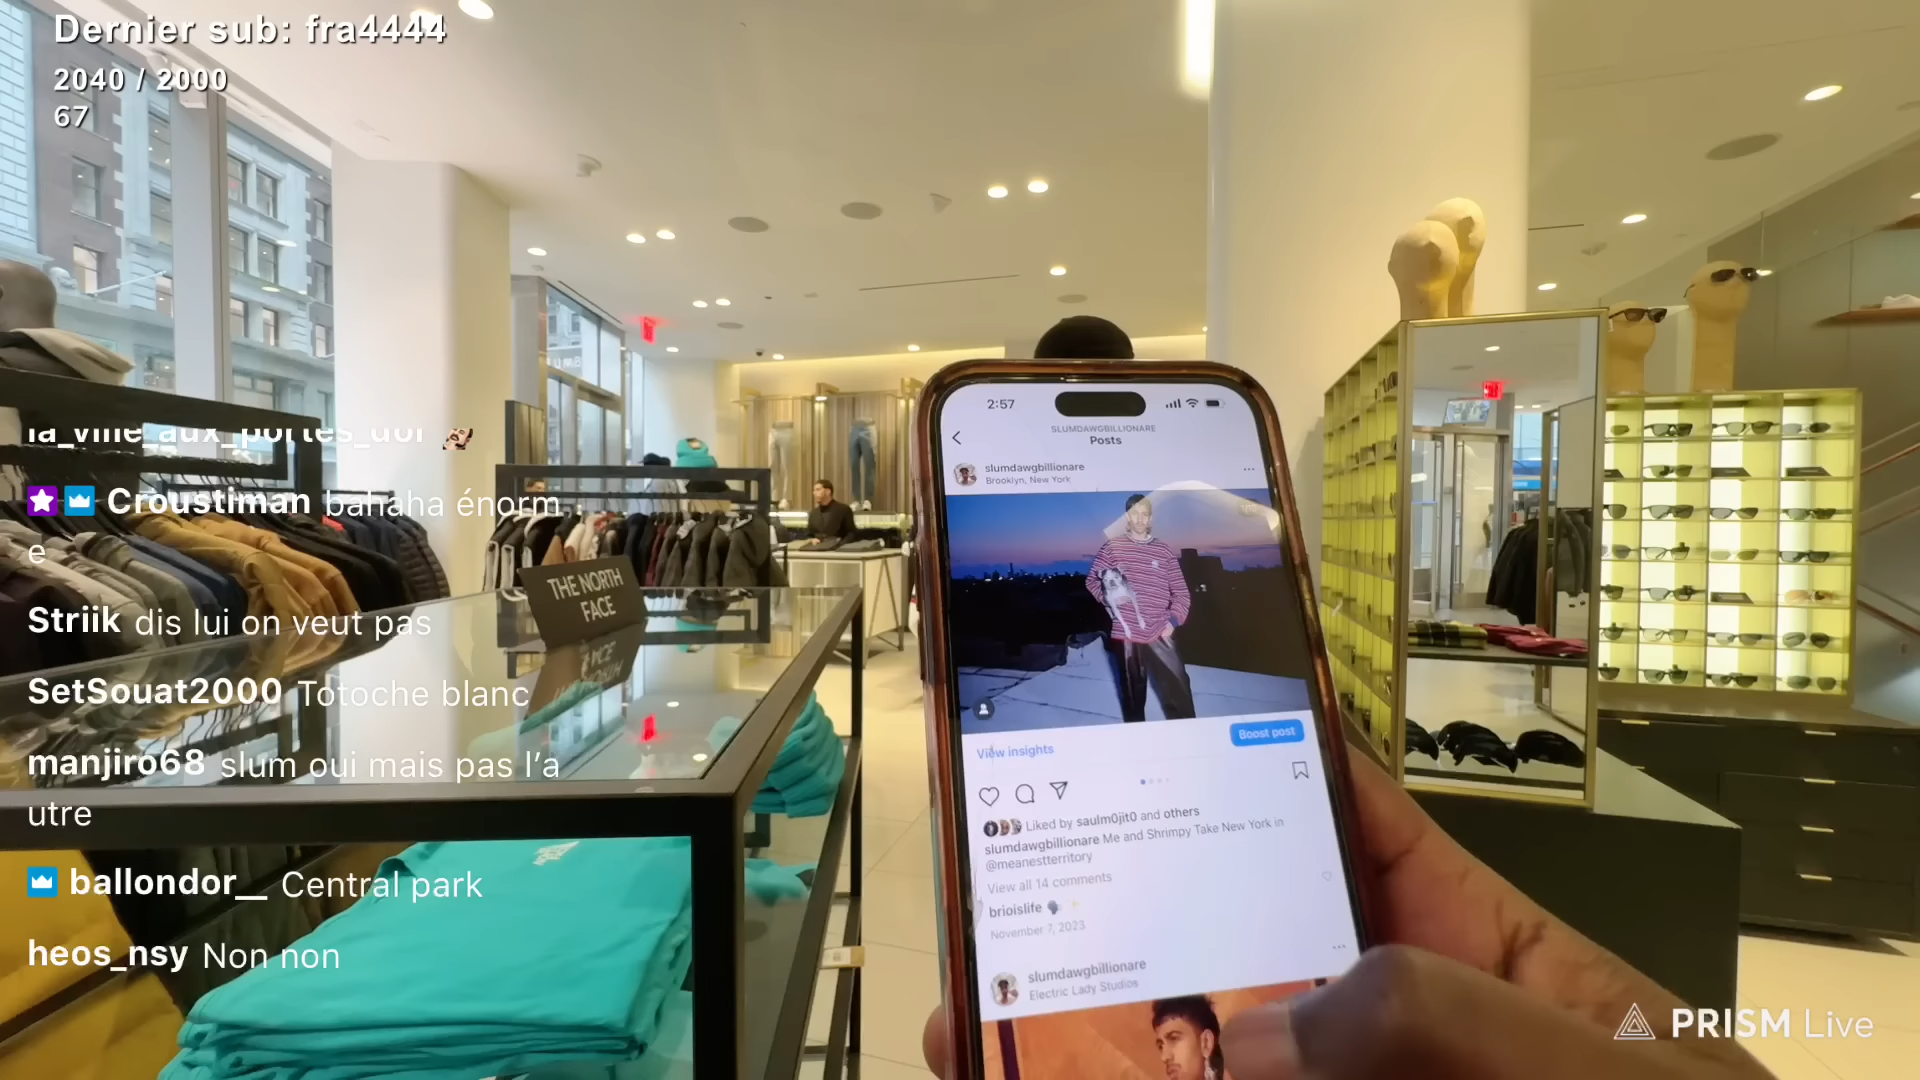 Dernier sub: fra4444
2040 / 2000
67
la_ville_aux_portes_dor
Croustiman bahaha énorm
e
Striik dis lui on veut pas
SetSouat2000 Totoche blanc
manjiro68 slum oui mais pas l’a
utre
ballondor__ Central park
heos_nsy Non non
THE NORTH
FACE
2:57
SLUMDAWGBILLIONARE
Posts
slumdawgbillionare
Brooklyn, New York
View insights
Boost post
Liked by saulm0jit0 and others
slumdawgbillionare Me and Shrimpy Take New York in
@meanestterritory
View all 14 comments
brioislife
November 7, 2023
slumdawgbillionare
Electric Lady Studios
PRISM Live